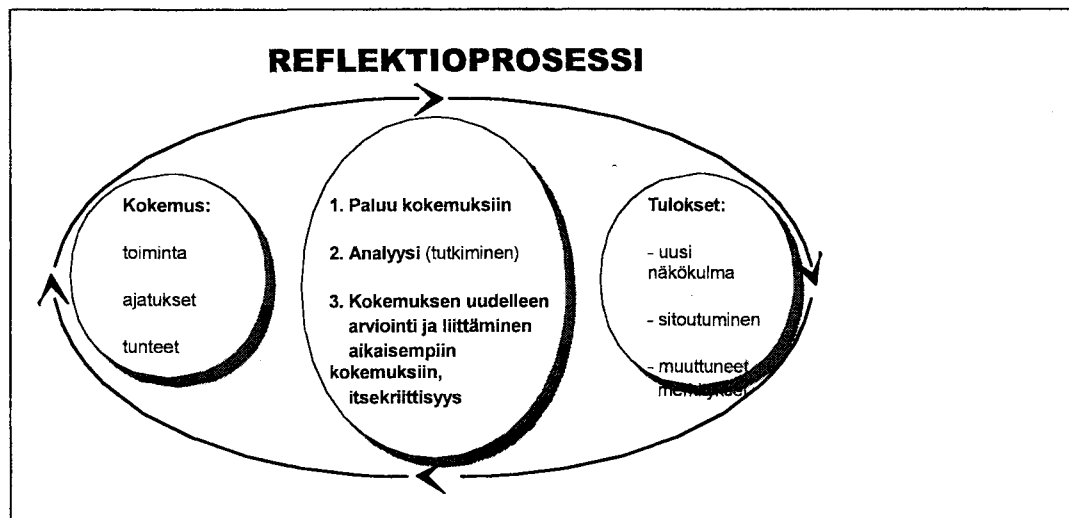 REFLEKTIOPROSESSI
Kokemus:
toiminta
ajatukset
tunteet
1. Paluu kokemuksiin
2. Analyysi (tutkiminen)
3. Kokemuksen uudelleen
arviointi ja liittäminen
aikaisempiin
kokemuksiin,
itsekriittisyys
Tulokset:
- uusi
näkökulma
- sitoutuminen
- muuttuneet